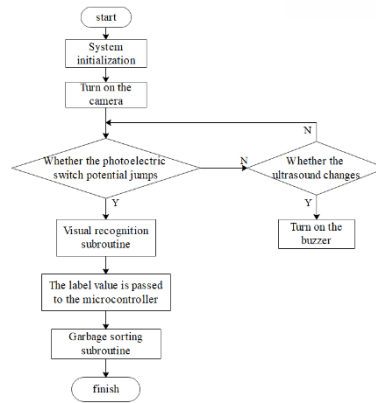 start
System
initialization
Turn on the
camera
N
Whether the photoelectric
switch potential jumps
N
Whether the
ultrasound changes
Y
Y
Visual recognition
subroutine
Turn on the
buzzer
The label value is passed
to the microcontroller
Garbage sorting
subroutine
finish